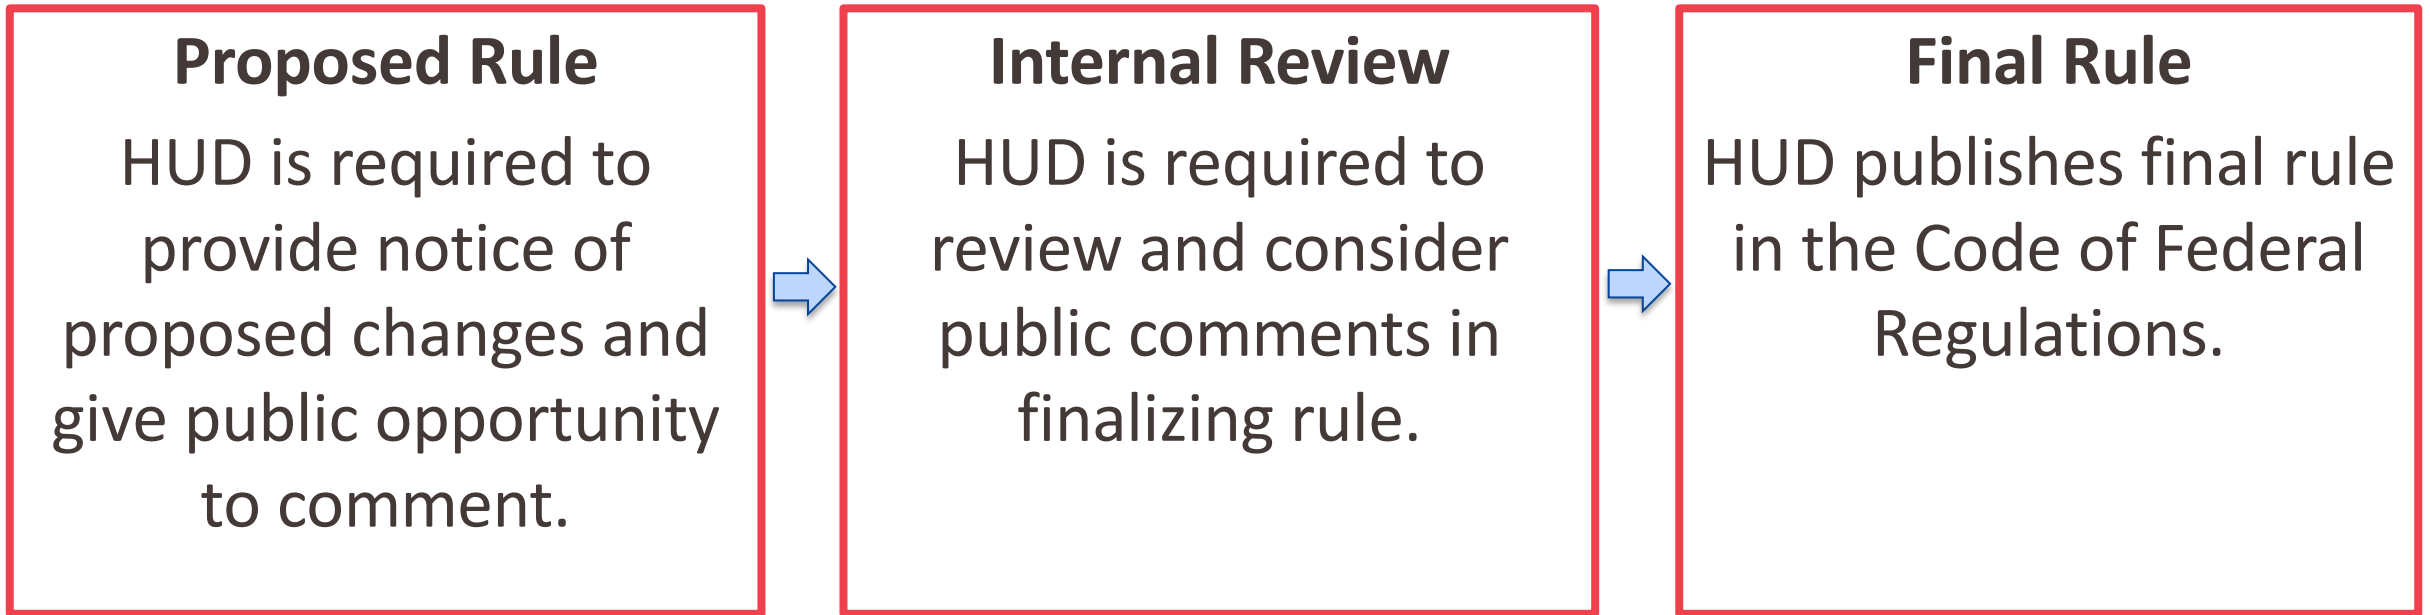 Proposed Rule
HUD is required to
provide notice of
proposed changes and
give public opportunity
to comment.
Internal Review
HUD is required to
review and consider
public comments in
finalizing rule.
Final Rule
HUD publishes final rule
in the Code of Federal
Regulations.